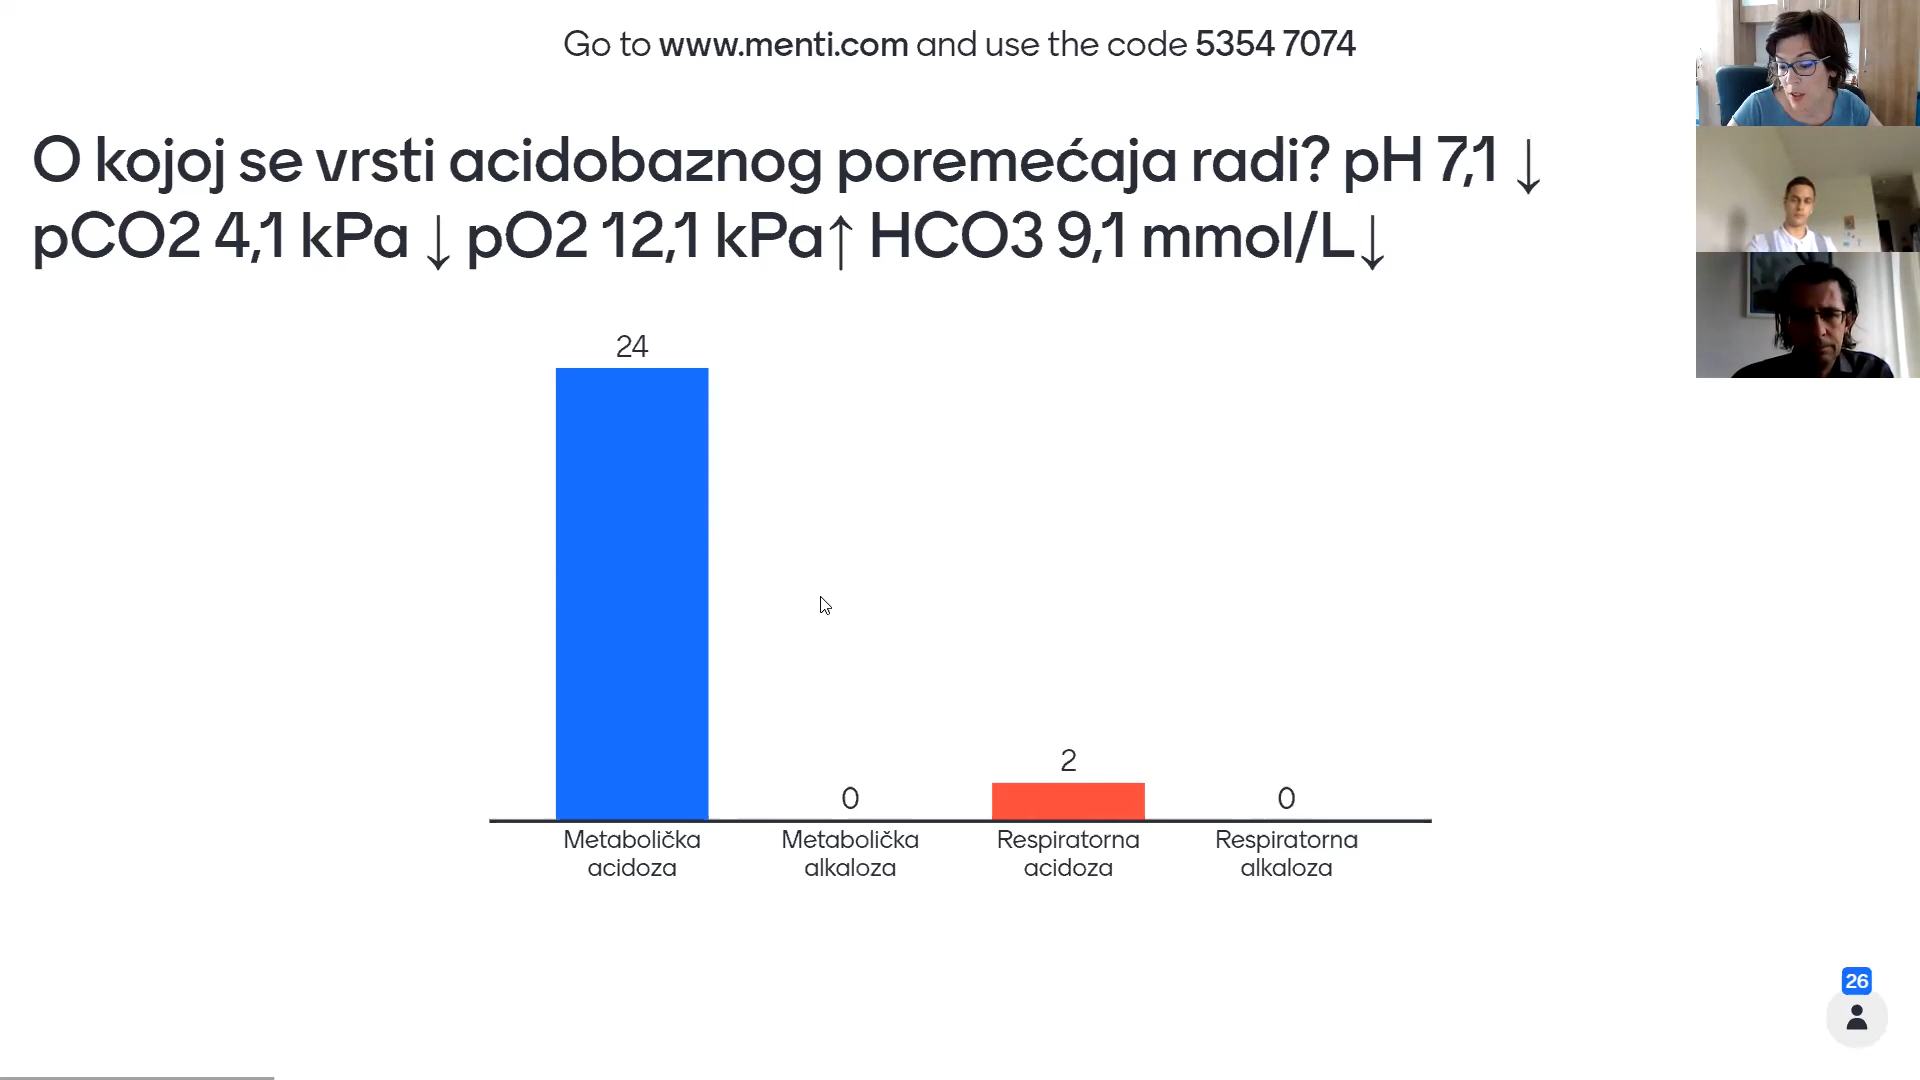 Go to www.menti.com and use the code 5354 7074
O kojoj se vrsti acidobaznog poremećaja radi? pH 7,1 ↓
pCO2 4,1 kPa ↓ pO2 12,1 kPa↑ HCO3 9,1 mmol/L↓
24
0
2
0
Metabolička
acidoza
Metabolička
alkaloza
Respiratorna
acidoza
Respiratorna
alkaloza
26